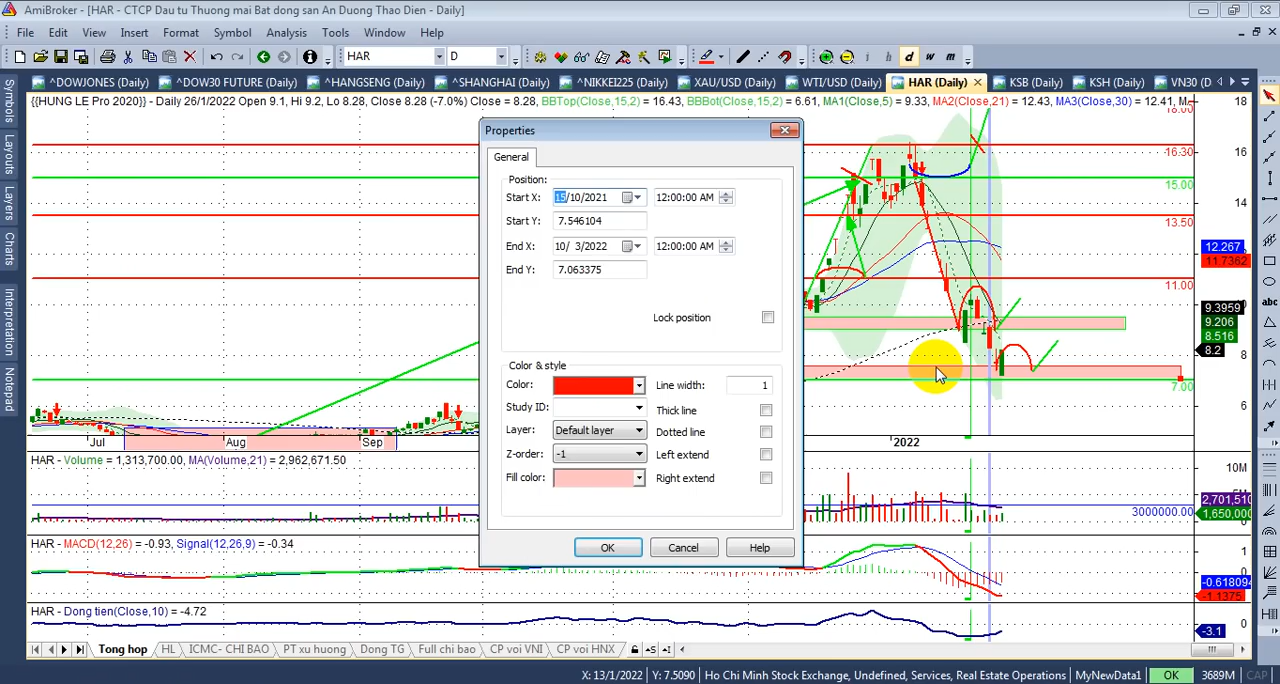 AmiBroker - [HAR - CTCP Dau tu Thuong mai Bat dong san An Duong Thao Dien - Daily]
File Edit View Insert Format Symbol Analysis Tools Window Help
HAR D i h d w m
^DOWJONES (Daily) ^DOW30 FUTURE (Daily) ^HANGSENG (Daily) ^SHANGHAI (Daily) ^NIKKEI225 (Daily) XAU/USD (Daily) WTI/USD (Daily) HAR (Daily) KSB (Daily) KSH (Daily) VN30 (D
Symbols
Layouts
Layers
Charts
Interpretation
Notepad
{{HUNG LE Pro 2020}} - Daily 26/1/2022 Open 9.1, Hi 9.2, Lo 8.28, Close 8.28 (-7.0%) Close = 8.28, BBTop(Close,15,2) = 16.43, BBBot(Close,15,2) = 6.61, MA1(Close,5) = 9.33, MA2(Close,21) = 12.43, MA3(Close,30) = 12.41,
18
18.00
16.30
16
15.00
14
13.50
12.267
11.7362
11.00
9.3959
9.206
8.516
8.2
8
7.00
6
Properties
General
Position:
Start X: 15/10/2021 12:00:00 AM
Start Y: 7.546104
End X: 10/ 3/2022 12:00:00 AM
End Y: 7.063375
Lock position
Color & style
Color: Line width: 1
Study ID: Thick line
Layer: Default layer Dotted line
Z-order: -1 Left extend
Fill color: Right extend
OK Cancel Help
Jul Aug Sep 2022
HAR - Volume = 1,313,700.00, MA(Volume,21) = 2,962,671.50
10M
2,701,510
3000000.00 1,650,000
HAR - MACD(12,26) = -0.93, Signal(12,26,9) = -0.34
1
-0.618094
-1.1375
HAR - Dong tien(Close,10) = -4.72
0
-3.1
Tong hop HL ICMC- CHI BAO PT xu huong Dong TG Full chi bao CP voi VNI CP voi HNX
X: 13/1/2022 Y: 7.5090 Ho Chi Minh Stock Exchange, Undefined, Services, Real Estate Operations MyNewData1 OK 3689M CAP
abc